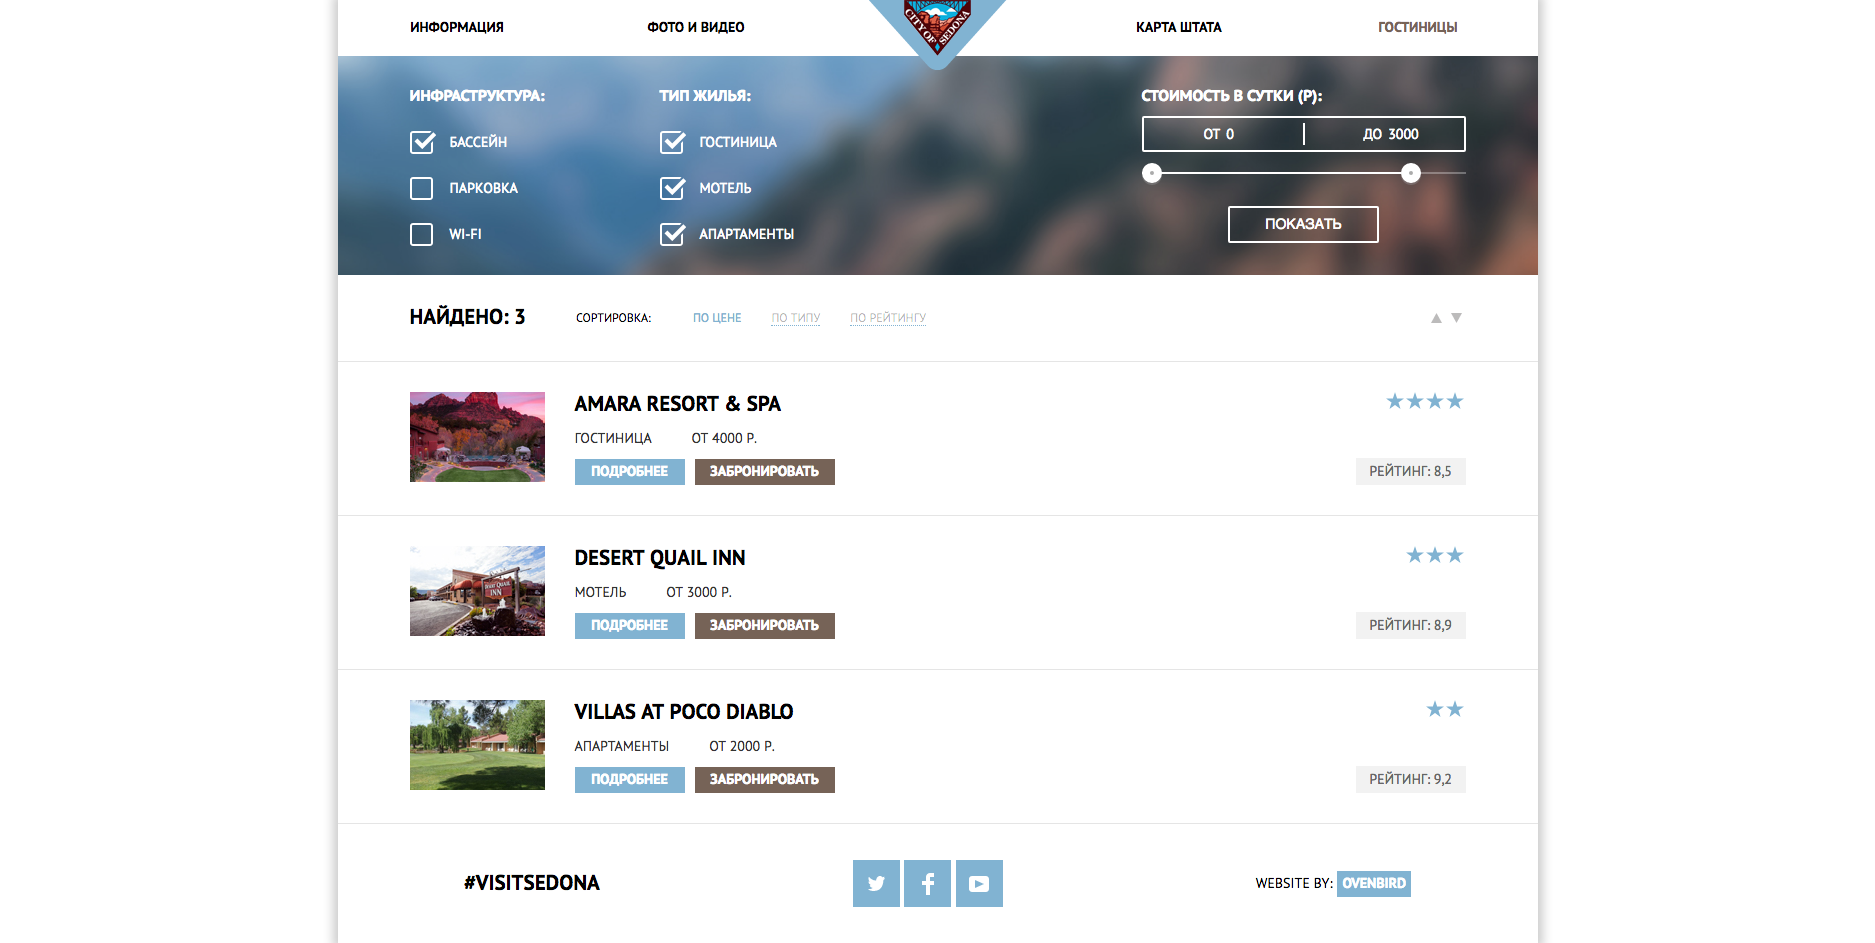 ИНФОРМАЦИЯ ФОТО И ВИДЕО КАРТА ШТАТА ГОСТИНИЦЫ
CITY OF SEDONA
ИНФРАСТРУКТУРА: ТИП ЖИЛЬЯ: СТОИМОСТЬ В СУТКИ (Р):
БАССЕЙН ГОСТИНИЦА ОТ 0 ДО 3000
ПАРКОВКА МОТЕЛЬ
ПОКАЗАТЬ
WI-FI АПАРТАМЕНТЫ
НАЙДЕНО: 3 СОРТИРОВКА: ПО ЦЕНЕ ПО ТИПУ ПО РЕЙТИНГУ
AMARA RESORT & SPA
ГОСТИНИЦА ОТ 4000 Р.
ПОДРОБНЕЕ ЗАБРОНИРОВАТЬ РЕЙТИНГ: 8,5
DESERT QUAIL INN
МОТЕЛЬ ОТ 3000 Р.
ПОДРОБНЕЕ ЗАБРОНИРОВАТЬ РЕЙТИНГ: 8,9
VILLAS AT POCO DIABLO
АПАРТАМЕНТЫ ОТ 2000 Р.
ПОДРОБНЕЕ ЗАБРОНИРОВАТЬ РЕЙТИНГ: 9,2
#VISITSEDONA WEBSITE BY: OVENBIRD